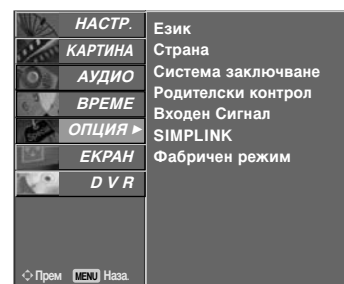 НАСТР.
КАРТИНА
АУДИО
ВРЕМЕ
ОПЦИЯ ►
ЕКРАН
D V R
Език
Страна
Система заключване
Родителски контрол
Входен Сигнал
SIMPLINK
Фабричен режим
Прем MENU Наза.